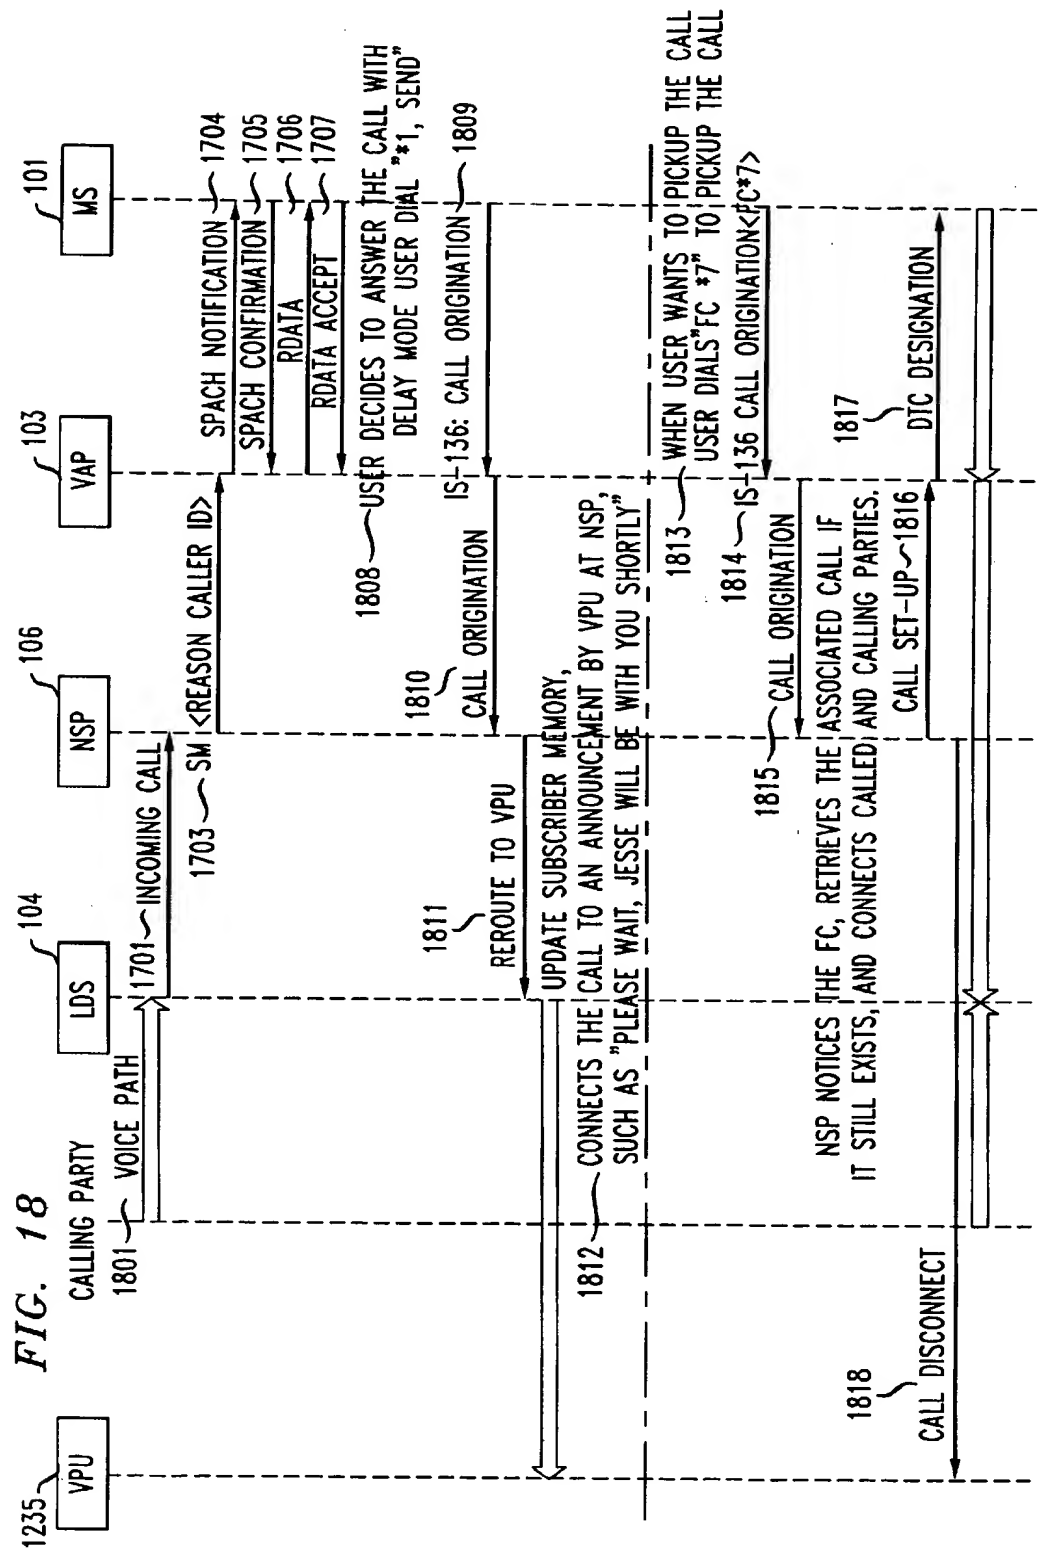 FIG. 18
1235
VPU
CALLING PARTY
104
LDS
106
NSP
103
VAP
101
MS
1801 VOICE PATH
1701 INCOMING CALL
1703 SM <REASON CALLER ID>
SPACH NOTIFICATION 1704
SPACH CONFIRMATION 1705
RDATA 1706
RDATA ACCEPT 1707
1808 USER DECIDES TO ANSWER THE CALL WITH
DELAY MODE USER DIAL "*1, SEND"
IS-136: CALL ORIGINATION 1809
1810
CALL ORIGINATION
1811
REROUTE TO VPU
UPDATE SUBSCRIBER MEMORY,
1812 CONNECTS THE CALL TO AN ANNOUNCEMENT BY VPU AT NSP,
SUCH AS "PLEASE WAIT, JESSE WILL BE WITH YOU SHORTLY"
1813 WHEN USER WANTS TO PICKUP THE CALL
USER DIALS"FC *7" TO PICKUP THE CALL
1814 IS-136 CALL ORIGINATION<FC*7>
1815 CALL ORIGINATION
NSP NOTICES THE FC, RETRIEVES THE ASSOCIATED CALL IF
IT STILL EXISTS, AND CONNECTS CALLED AND CALLING PARTIES.
CALL SET-UP 1816
1817
DTC DESIGNATION
1818
CALL DISCONNECT